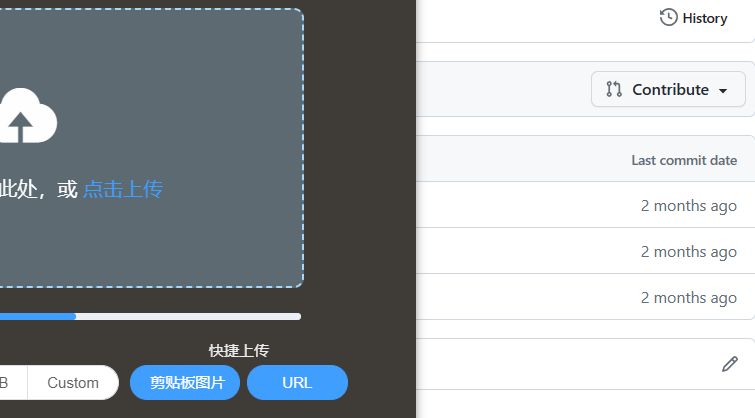 History
Contribute
Last commit date
此处，或 点击上传
2 months ago
2 months ago
2 months ago
快捷上传
B
Custom
剪贴板图片
URL